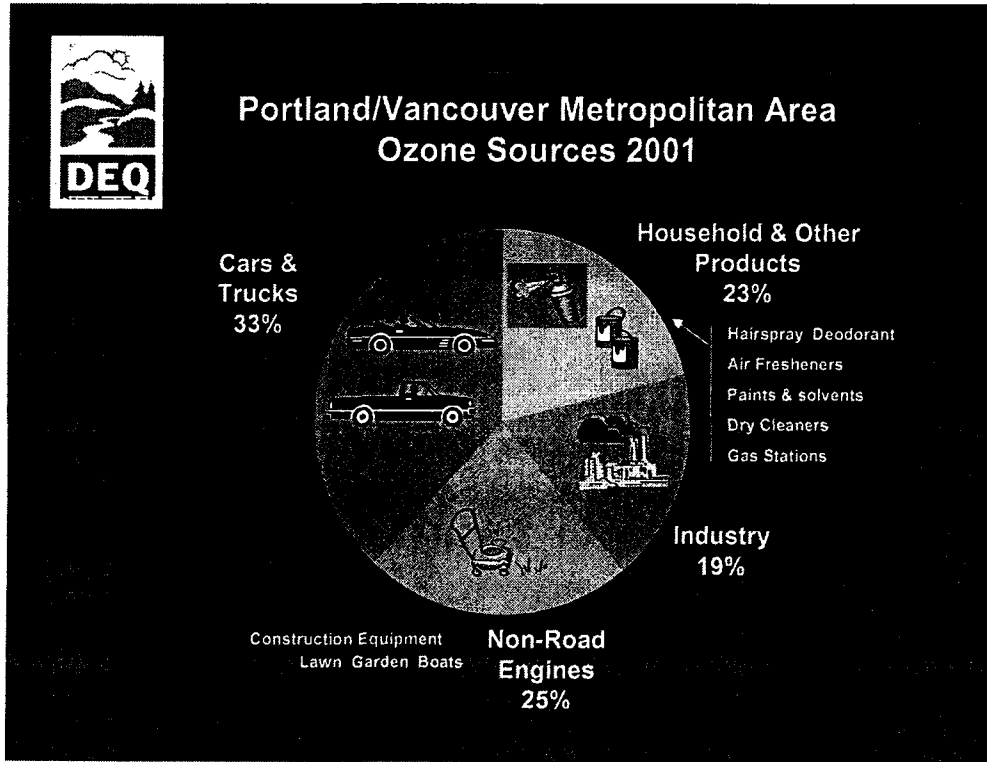 DEQ
Portland/Vancouver Metropolitan Area
Ozone Sources 2001
Cars &
Trucks
33%
Household & Other
Products
23%
Hairspray Deodorant
Air Fresheners
Paints & solvents
Dry Cleaners
Gas Stations
Industry
19%
Construction Equipment
Lawn Garden Boats
Non-Road
Engines
25%